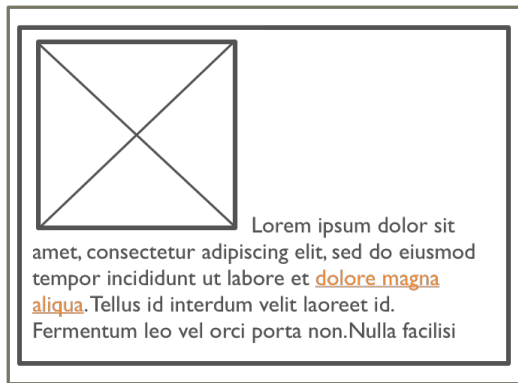 Lorem ipsum dolor sit
amet, consectetur adipiscing elit, sed do eiusmod
tempor incididunt ut labore et dolore magna
aliqua. Tellus id interdum velit laoreet id.
Fermentum leo vel orci porta non. Nulla facilisi